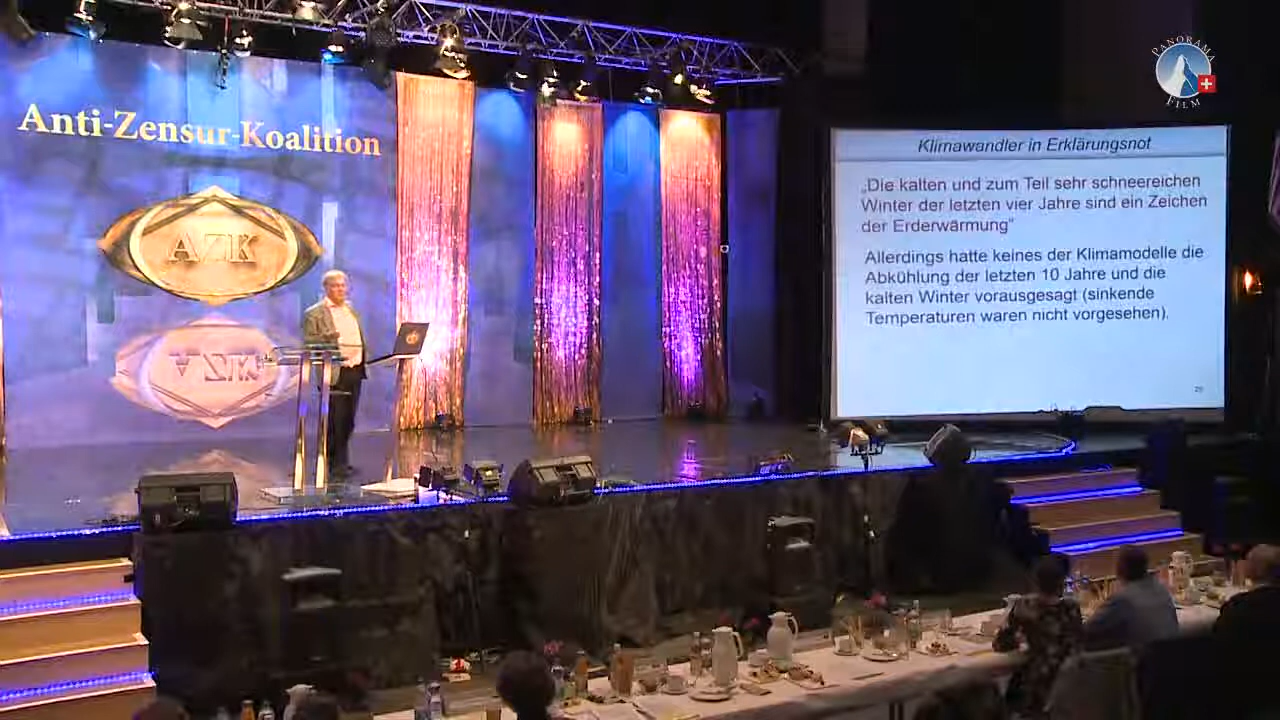 PANORAMA
FILM
Anti-Zensur-Koalition
AZK
AZK
Klimawandler in Erklärungsnot
„Die kalten und zum Teil sehr schneereichen
Winter der letzten vier Jahre sind ein Zeichen
der Erderwärmung“
Allerdings hatte keines der Klimamodelle die
Abkühlung der letzten 10 Jahre und die
kalten Winter vorausgesagt (sinkende
Temperaturen waren nicht vorgesehen).